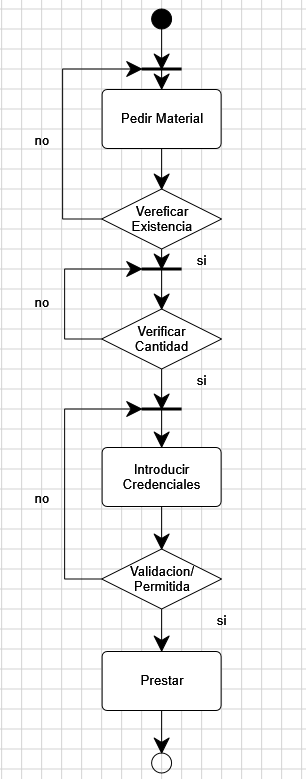 Pedir Material
no
Vereficar
Existencia
si
no
Verificar
Cantidad
si
Introducir
Credenciales
no
Validacion/
Permitida
si
Prestar